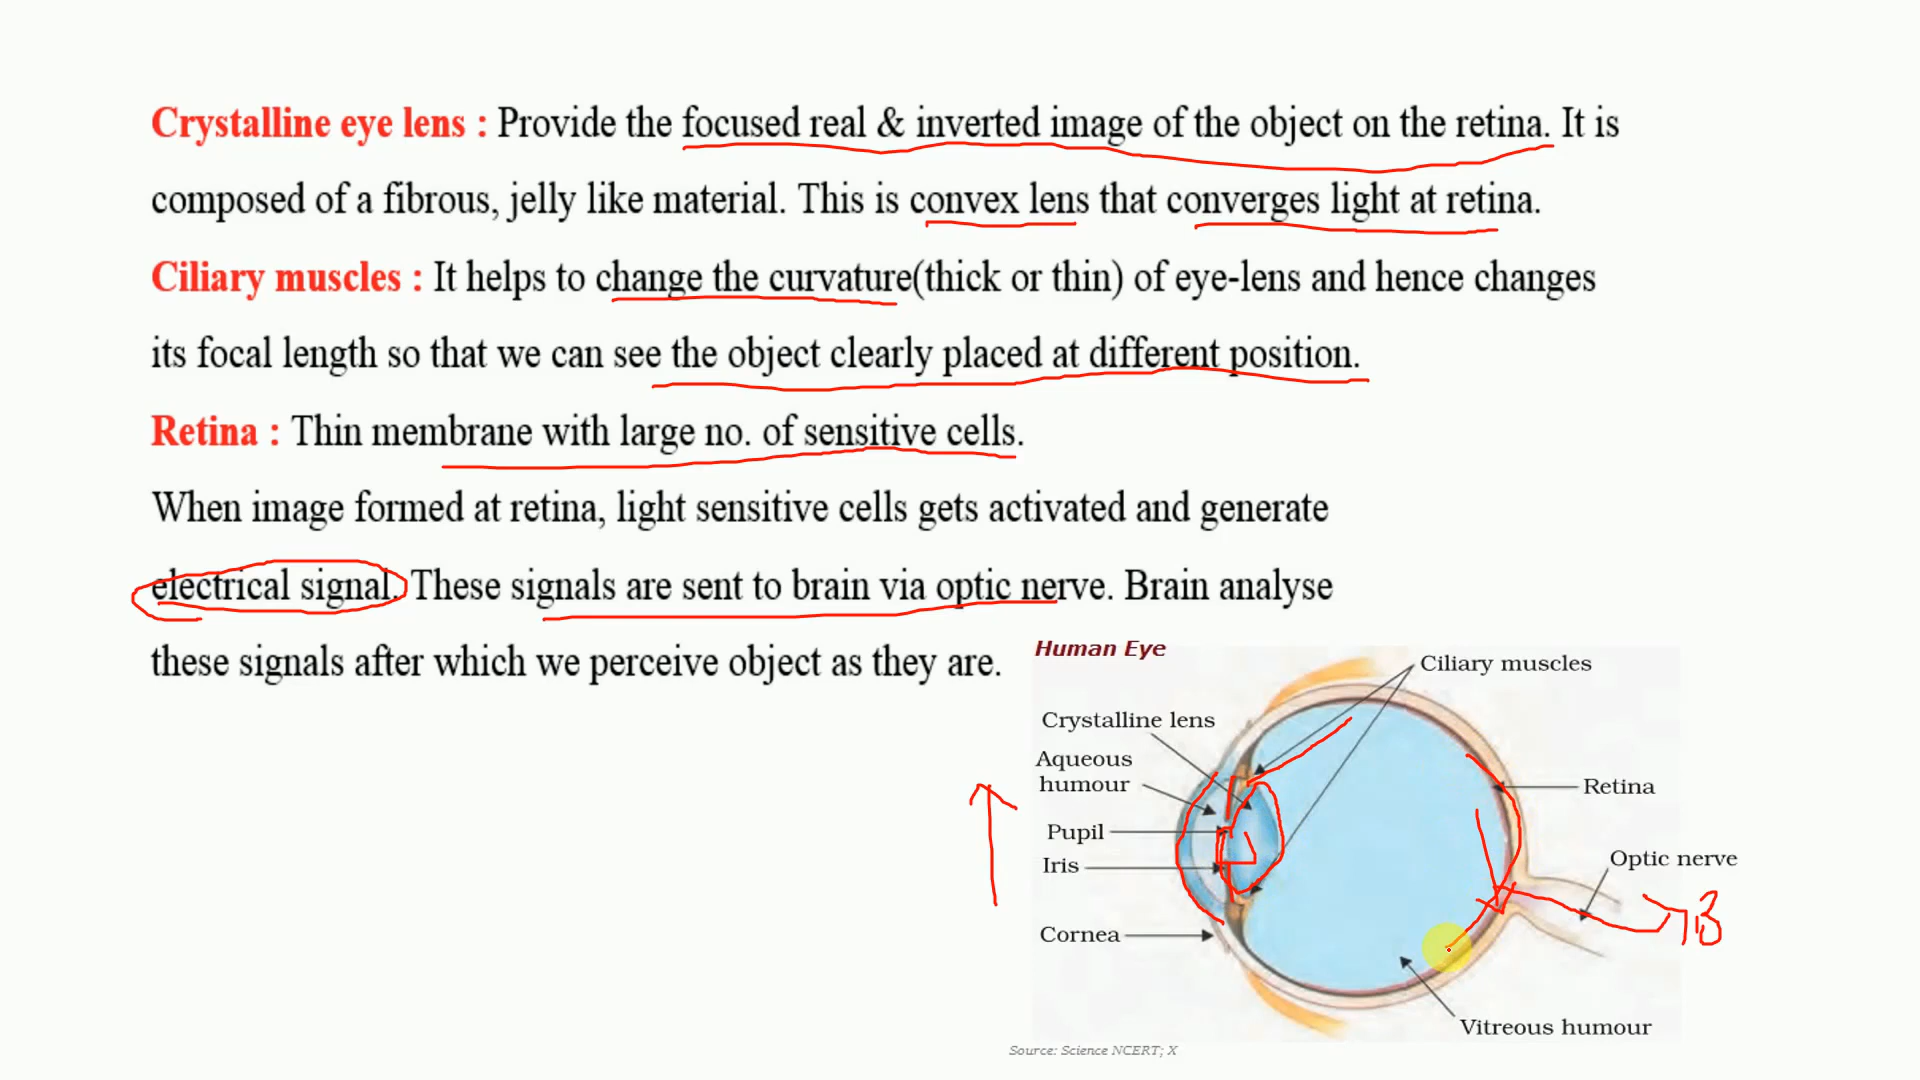 Crystalline eye lens : Provide the focused real & inverted image of the object on the retina. It is
composed of a fibrous, jelly like material. This is convex lens that converges light at retina.
Ciliary muscles : It helps to change the curvature(thick or thin) of eye-lens and hence changes
its focal length so that we can see the object clearly placed at different position.
Retina : Thin membrane with large no. of sensitive cells.
When image formed at retina, light sensitive cells gets activated and generate
electrical signal. These signals are sent to brain via optic nerve. Brain analyse
these signals after which we perceive object as they are.
Human Eye
Ciliary muscles
Crystalline lens
Aqueous
humour
Retina
Pupil
Iris
Optic nerve
B
Cornea
Vitreous humour
Source: Science NCERT; X